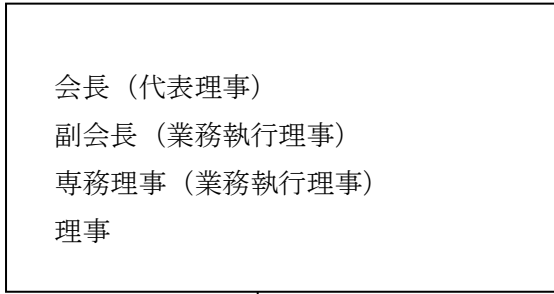 会長（代表理事）
副会長（業務執行理事）
専務理事（業務執行理事）
理事